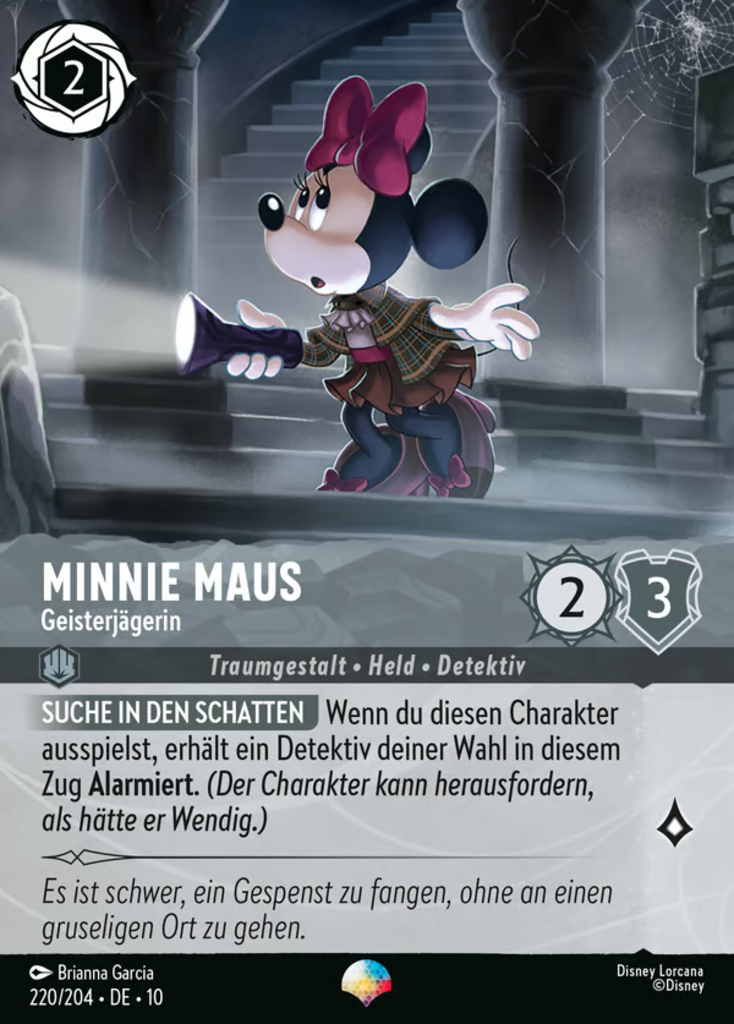 2
MINNIE MAUS
Geisterjägerin
2
3
Traumgestalt • Held • Detektiv
SUCHE IN DEN SCHATTEN Wenn du diesen Charakter
ausspielst, erhält ein Detektiv deiner Wahl in diesem
Zug Alarmiert. (Der Charakter kann herausfordern,
als hätte er Wendig.)
Es ist schwer, ein Gespenst zu fangen, ohne an einen
gruseligen Ort zu gehen.
Brianna Garcia
220/204 • DE • 10
Disney Lorcana
©Disney